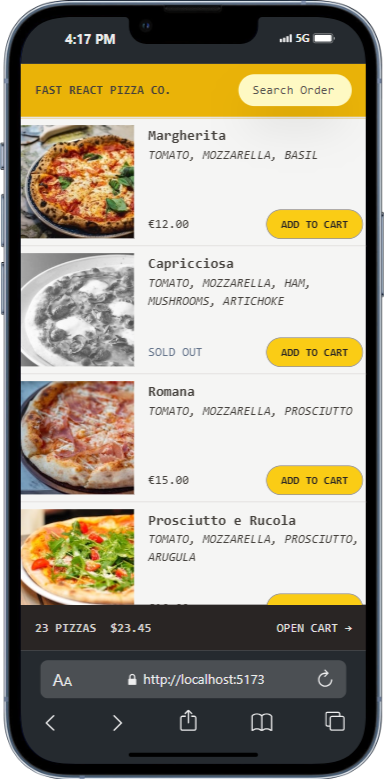 4:17 PM 5G
FAST REACT PIZZA CO. Search Order
Margherita
TOMATO, MOZZARELLA, BASIL
€12.00 ADD TO CART
Capricciosa
TOMATO, MOZZARELLA, HAM,
MUSHROOMS, ARTICHOKE
SOLD OUT ADD TO CART
Romana
TOMATO, MOZZARELLA, PROSCIUTTO
€15.00 ADD TO CART
Prosciutto e Rucola
TOMATO, MOZZARELLA, PROSCIUTTO,
ARUGULA
23 PIZZAS $23.45 OPEN CART →
AA http://localhost:5173